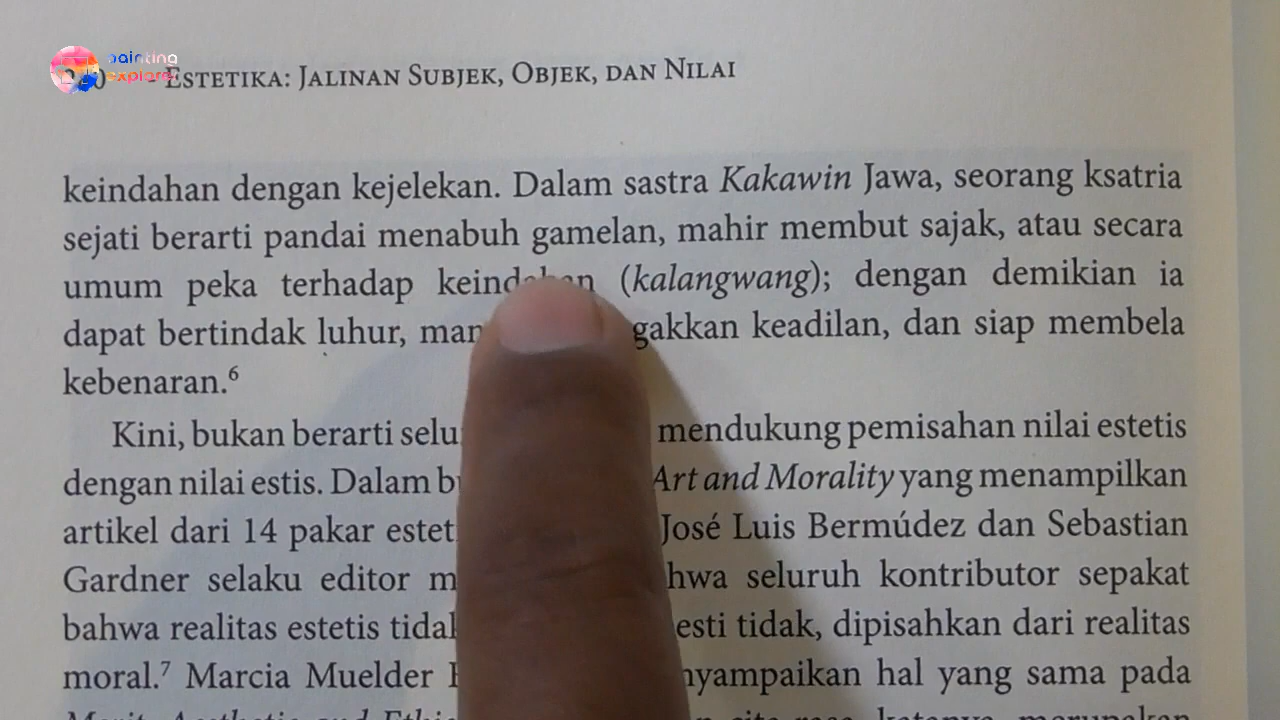 painting
explorer
ESTETIKA: JALINAN SUBJEK, OBJEK, DAN NILAI
keindahan dengan kejelekan. Dalam sastra Kakawin Jawa, seorang ksatria
sejati berarti pandai menabuh gamelan, mahir membut sajak, atau secara
umum peka terhadap keindahan (kalangwang); dengan demikian ia
dapat bertindak luhur, keadilan, dan siap membela
kebenaran.⁶
Kini, bukan berarti mendukung pemisahan nilai estetis
dengan nilai estis. Dalam Art and Morality yang menampilkan
artikel dari 14 pakar José Luis Bermúdez dan Sebastian
Gardner selaku editor seluruh kontributor sepakat
bahwa realitas estetis tidak, dipisahkan dari realitas
moral.⁷ Marcia Muelder hal yang sama pada